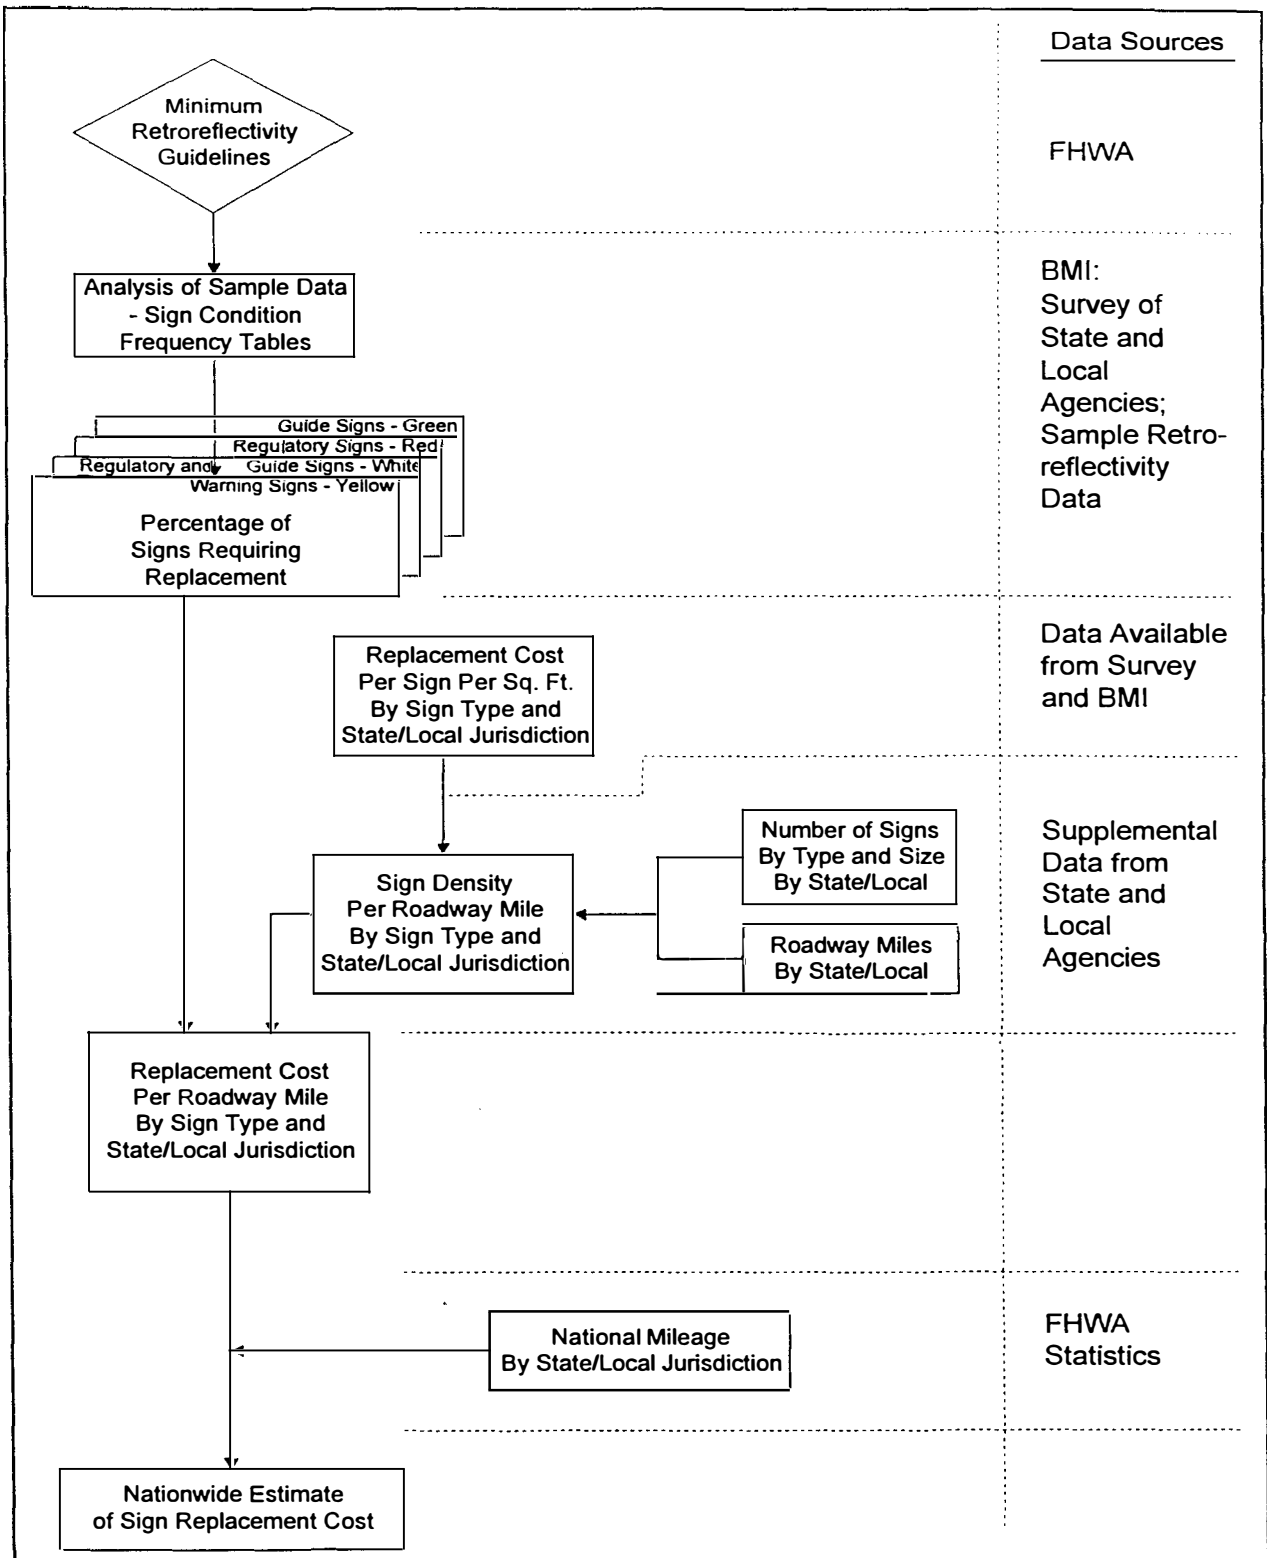 Data Sources
Minimum
Retroreflectivity
Guidelines
FHWA
Analysis of Sample Data
- Sign Condition
Frequency Tables
BMI:
Survey of
State and
Local
Agencies;
Sample Retro-
reflectivity
Data
Guide Signs - Green
Regulatory Signs - Red
Regulatory and Guide Signs - White
Warning Signs - Yellow
Percentage of
Signs Requiring
Replacement
Replacement Cost
Per Sign Per Sq. Ft.
By Sign Type and
State/Local Jurisdiction
Data Available
from Survey
and BMI
Number of Signs
By Type and Size
By State/Local
Sign Density
Per Roadway Mile
By Sign Type and
State/Local Jurisdiction
Roadway Miles
By State/Local
Supplemental
Data from
State and
Local
Agencies
Replacement Cost
Per Roadway Mile
By Sign Type and
State/Local Jurisdiction
National Mileage
By State/Local Jurisdiction
FHWA
Statistics
Nationwide Estimate
of Sign Replacement Cost